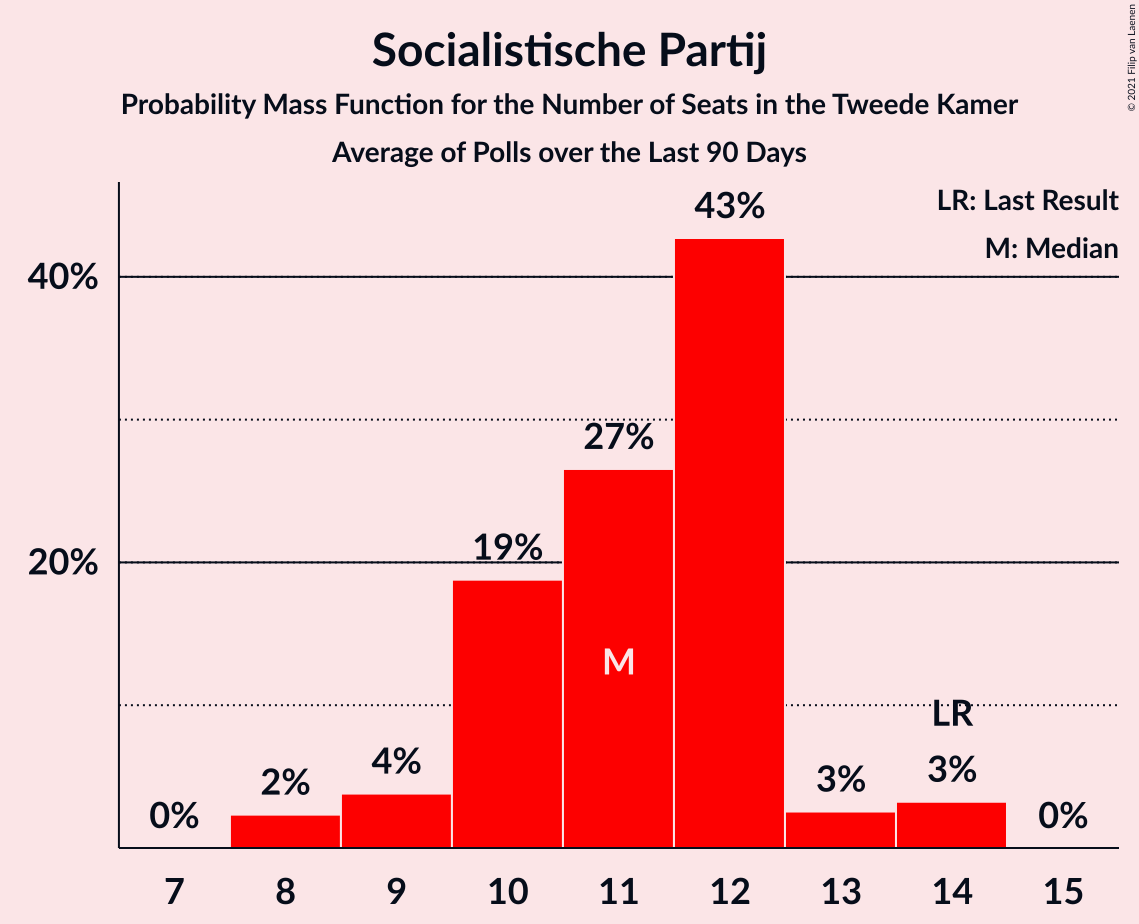 Socialistische Partij
Probability Mass Function for the Number of Seats in the Tweede Kamer
Average of Polls over the Last 90 Days
© 2021 Filip van Laenen
LR: Last Result
M: Median
43%
40%
27%
19%
20%
M
LR
4%
3%
3%
2%
0%
0%
7 8 9 10 11 12 13 14 15